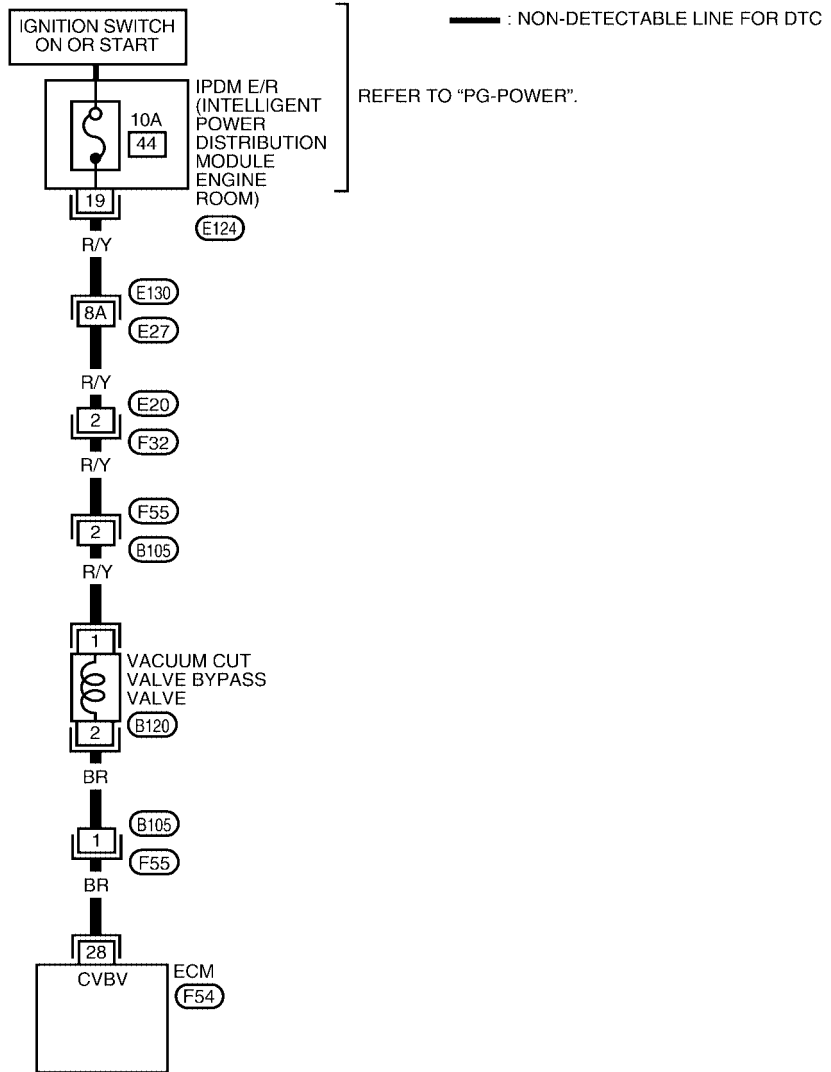 IGNITION SWITCH
ON OR START
: NON-DETECTABLE LINE FOR DTC
IPDM E/R
(INTELLIGENT
POWER
DISTRIBUTION
MODULE
ENGINE
ROOM)
10A
44
REFER TO “PG-POWER”.
19
E124
R/Y
E130
8A
E27
R/Y
E20
2
F32
R/Y
F55
2
B105
R/Y
1
VACUUM CUT
VALVE BYPASS
VALVE
2
B120
BR
B105
1
F55
BR
28
CVBV
ECM
F54